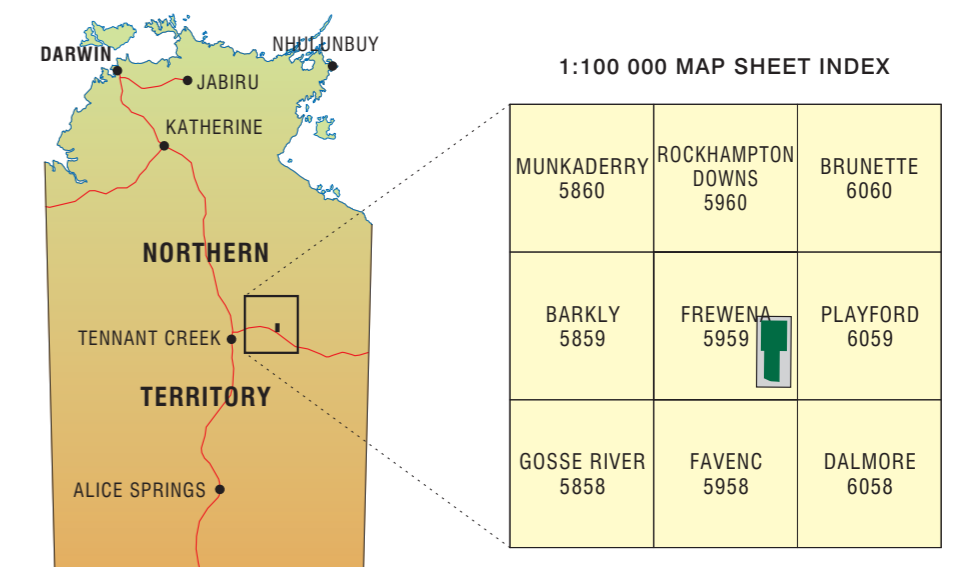 DARWIN
NHULUNBUY
JABIRU
KATHERINE
NORTHERN
TENNANT CREEK
TERRITORY
ALICE SPRINGS
1:100 000 MAP SHEET INDEX
MUNKADERRY
5860
ROCKHAMPTON
DOWNS
5960
BRUNETTE
6060
BARKLY
5859
FREWENA
5959
PLAYFORD
6059
GOSSE RIVER
5858
FAVENC
5958
DALMORE
6058